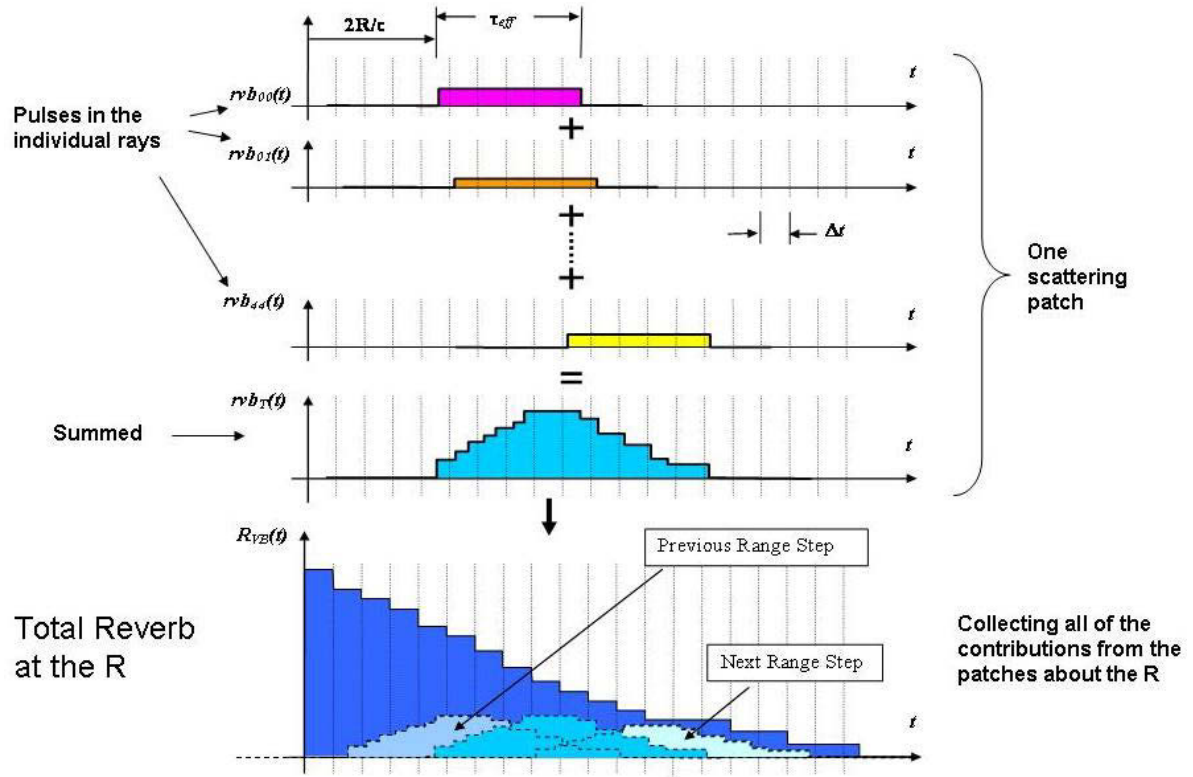 2R/τ
τeff
t
rvb00(t)
Pulses in the
individual rays
+
t
rvb01(t)
+
Δt
+
One
scattering
patch
rvb44(t)
t
=
rvbT(t)
Summed
t
RVB(t)
Previous Range Step
Total Reverb
at the R
Next Range Step
Collecting all of the
contributions from the
patches about the R
t